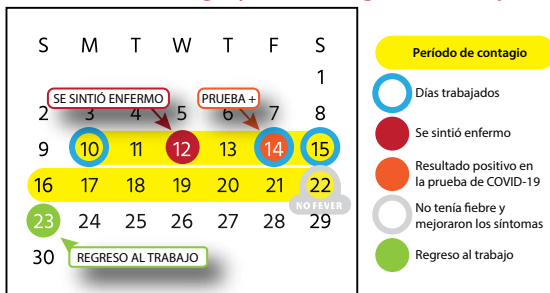 S M T W T F S
1
SE SINTIÓ ENFERMO PRUEBA +
2 3 4 5 6 7 8
9 10 11 12 13 14 15
16 17 18 19 20 21 22
NO FEVER
23 24 25 26 27 28 29
30 REGRESO AL TRABAJO
Período de contagio
Días trabajados
Se sintió enfermo
Resultado positivo en
la prueba de COVID-19
No tenía fiebre y
mejoraron los síntomas
Regreso al trabajo